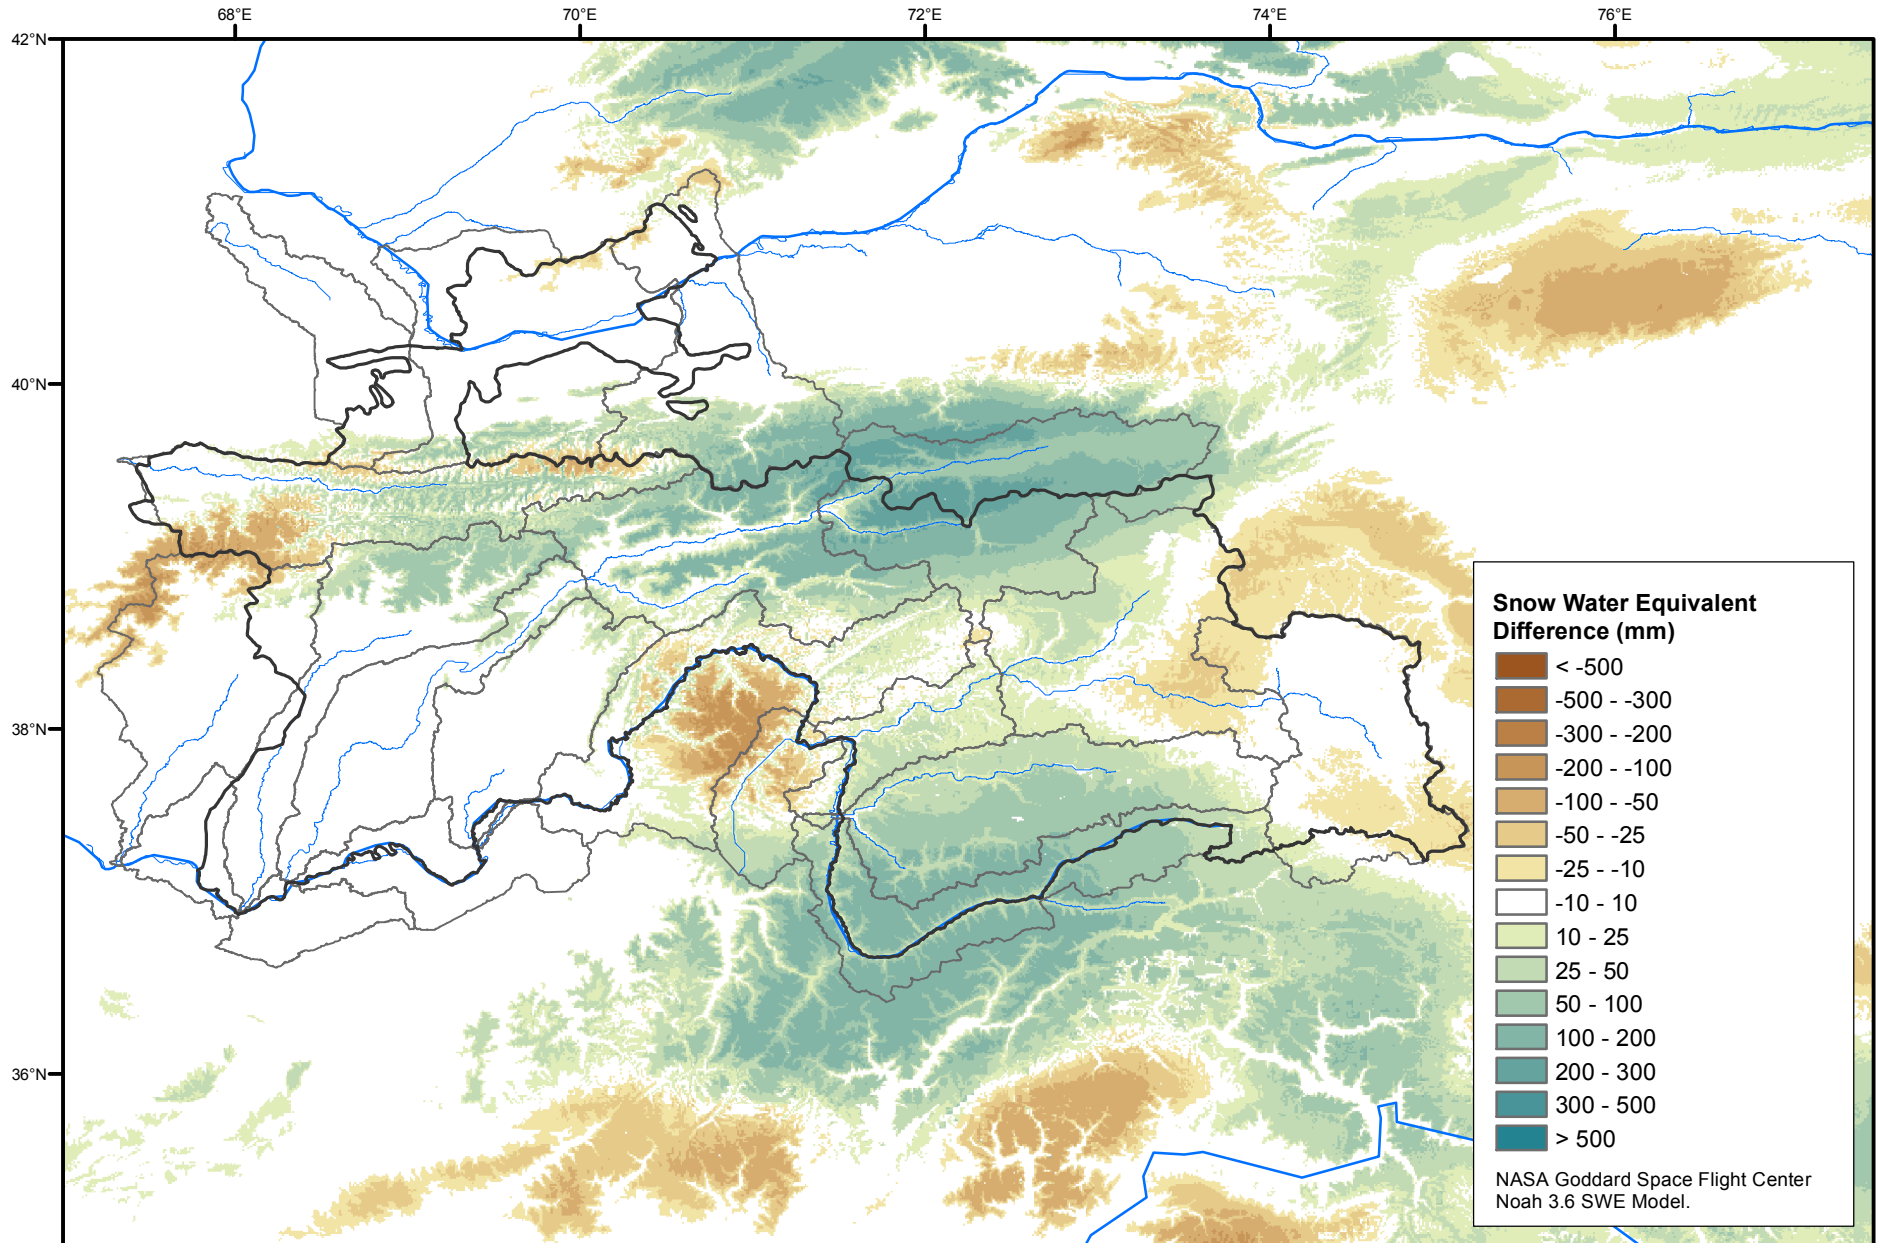 68°E 70°E 72°E 74°E 76°E
42°N
40°N
38°N
36°N
Snow Water Equivalent
Difference (mm)
< -500
-500 - -300
-300 - -200
-200 - -100
-100 - -50
-50 - -25
-25 - -10
-10 - 10
10 - 25
25 - 50
50 - 100
100 - 200
200 - 300
300 - 500
> 500
NASA Goddard Space Flight Center
Noah 3.6 SWE Model.